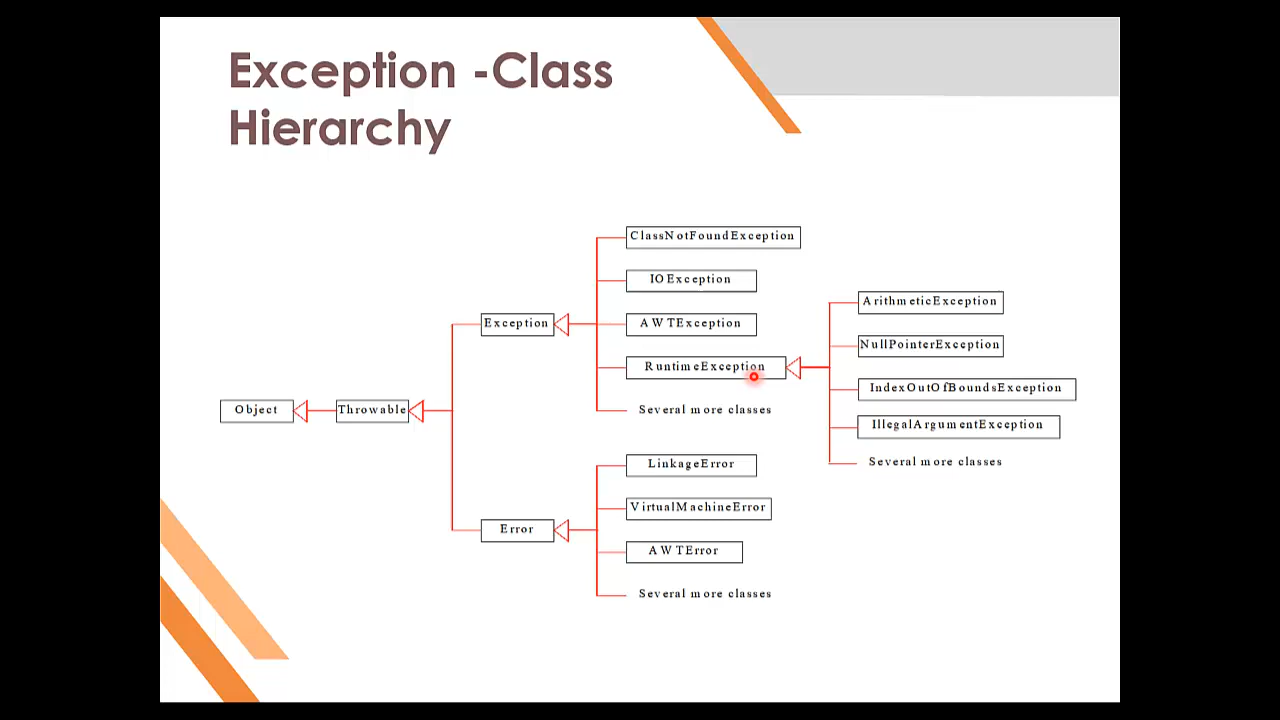 Exception -Class
Hierarchy
ClassNotFoundException
IOException
ArithmeticException
Exception
AWTException
NullPointerException
RuntimeException
IndexOutOfBoundsException
Object
Throwable
Several more classes
IllegalArgumentException
Several more classes
LinkageError
VirtualMachineError
Error
AWTError
Several more classes